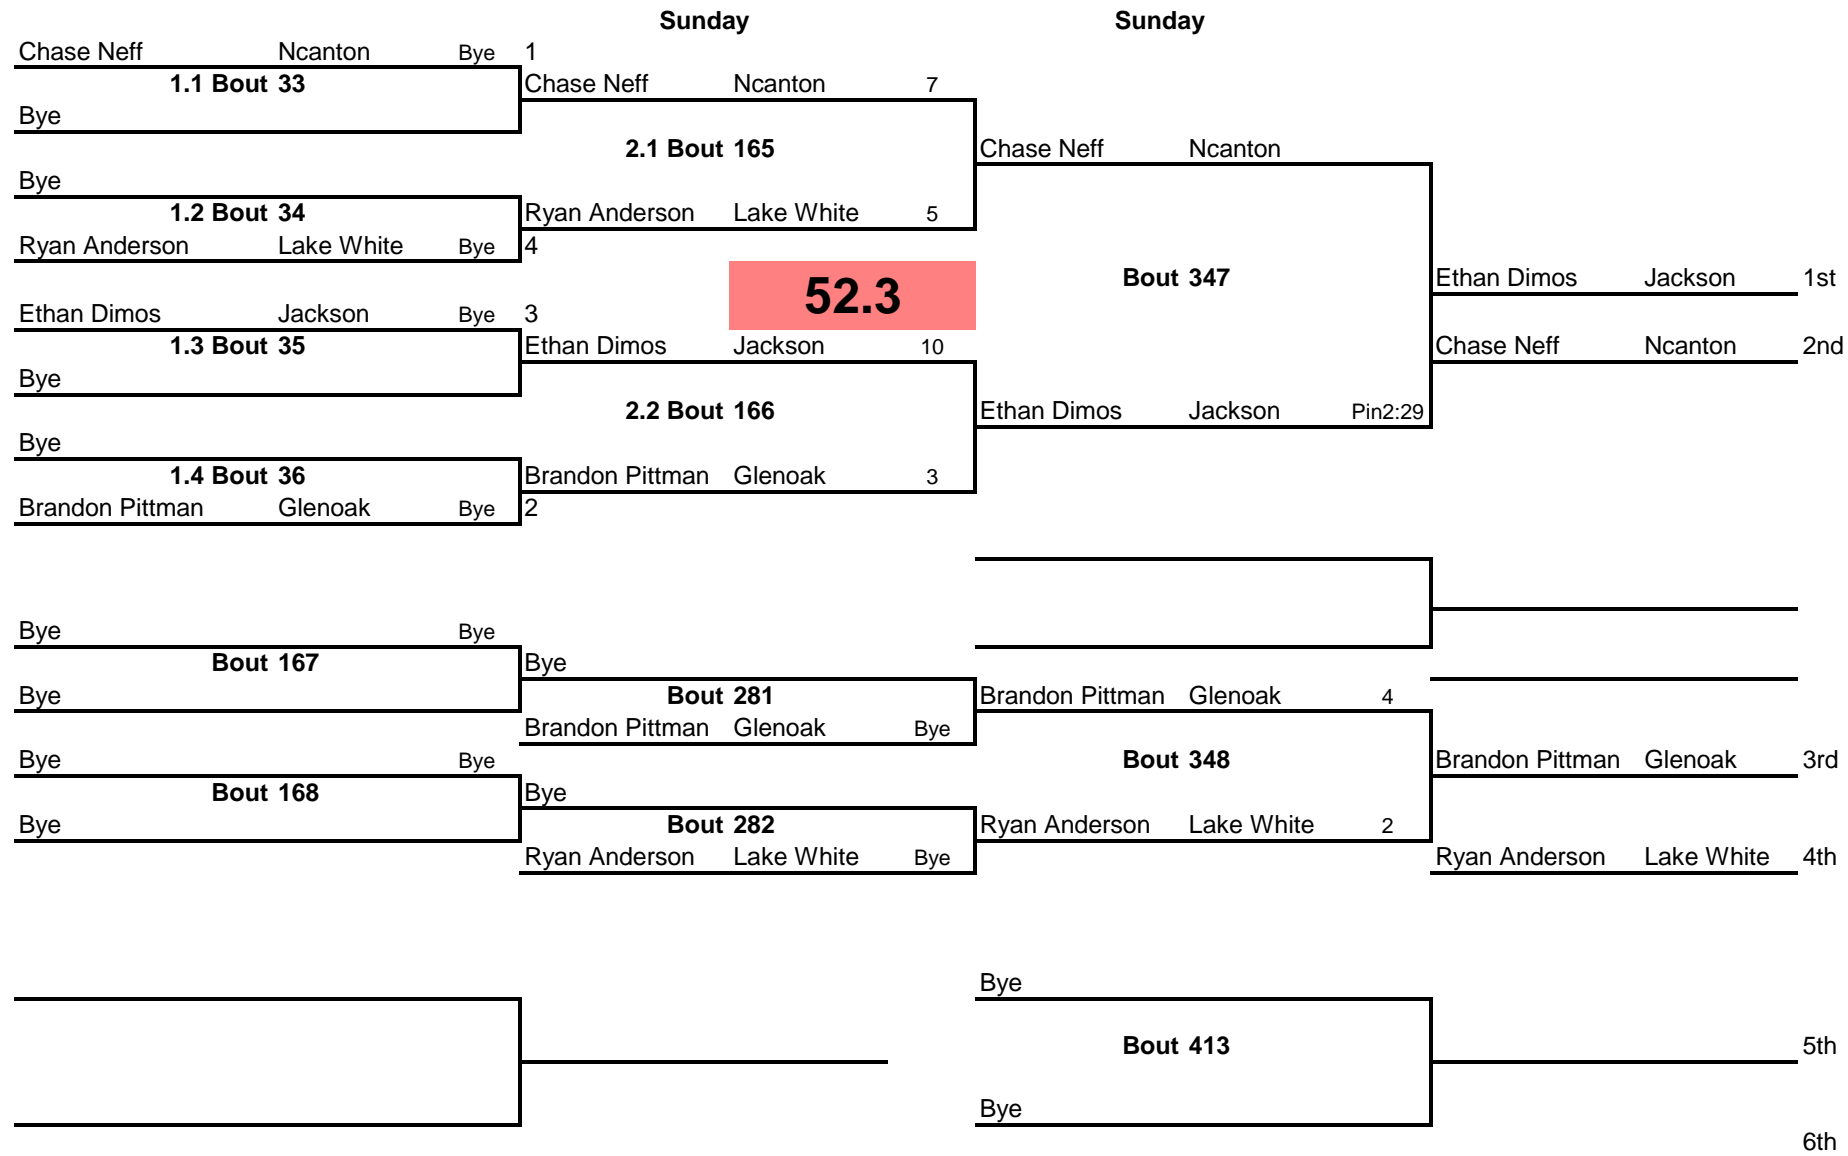 Sunday Sunday
Chase Neff Ncanton Bye 1
1.1 Bout 33 Chase Neff Ncanton 7
Bye
2.1 Bout 165 Chase Neff Ncanton
Bye
1.2 Bout 34 Ryan Anderson Lake White 5
Ryan Anderson Lake White Bye 4
Bout 347 Ethan Dimos Jackson 1st
52.3
Ethan Dimos Jackson Bye 3
1.3 Bout 35 Ethan Dimos Jackson 10 Chase Neff Ncanton 2nd
Bye
2.2 Bout 166 Ethan Dimos Jackson Pin2:29
Bye
1.4 Bout 36 Brandon Pittman Glenoak 3
Brandon Pittman Glenoak Bye 2
Bye Bye
Bout 167 Bye
Bye Bout 281 Brandon Pittman Glenoak 4
Brandon Pittman Glenoak Bye
Bye Bye Bout 348 Brandon Pittman Glenoak 3rd
Bout 168 Bye
Bye Bout 282 Ryan Anderson Lake White 2
Ryan Anderson Lake White Bye Ryan Anderson Lake White 4th
Bye
Bout 413 5th
Bye
6th